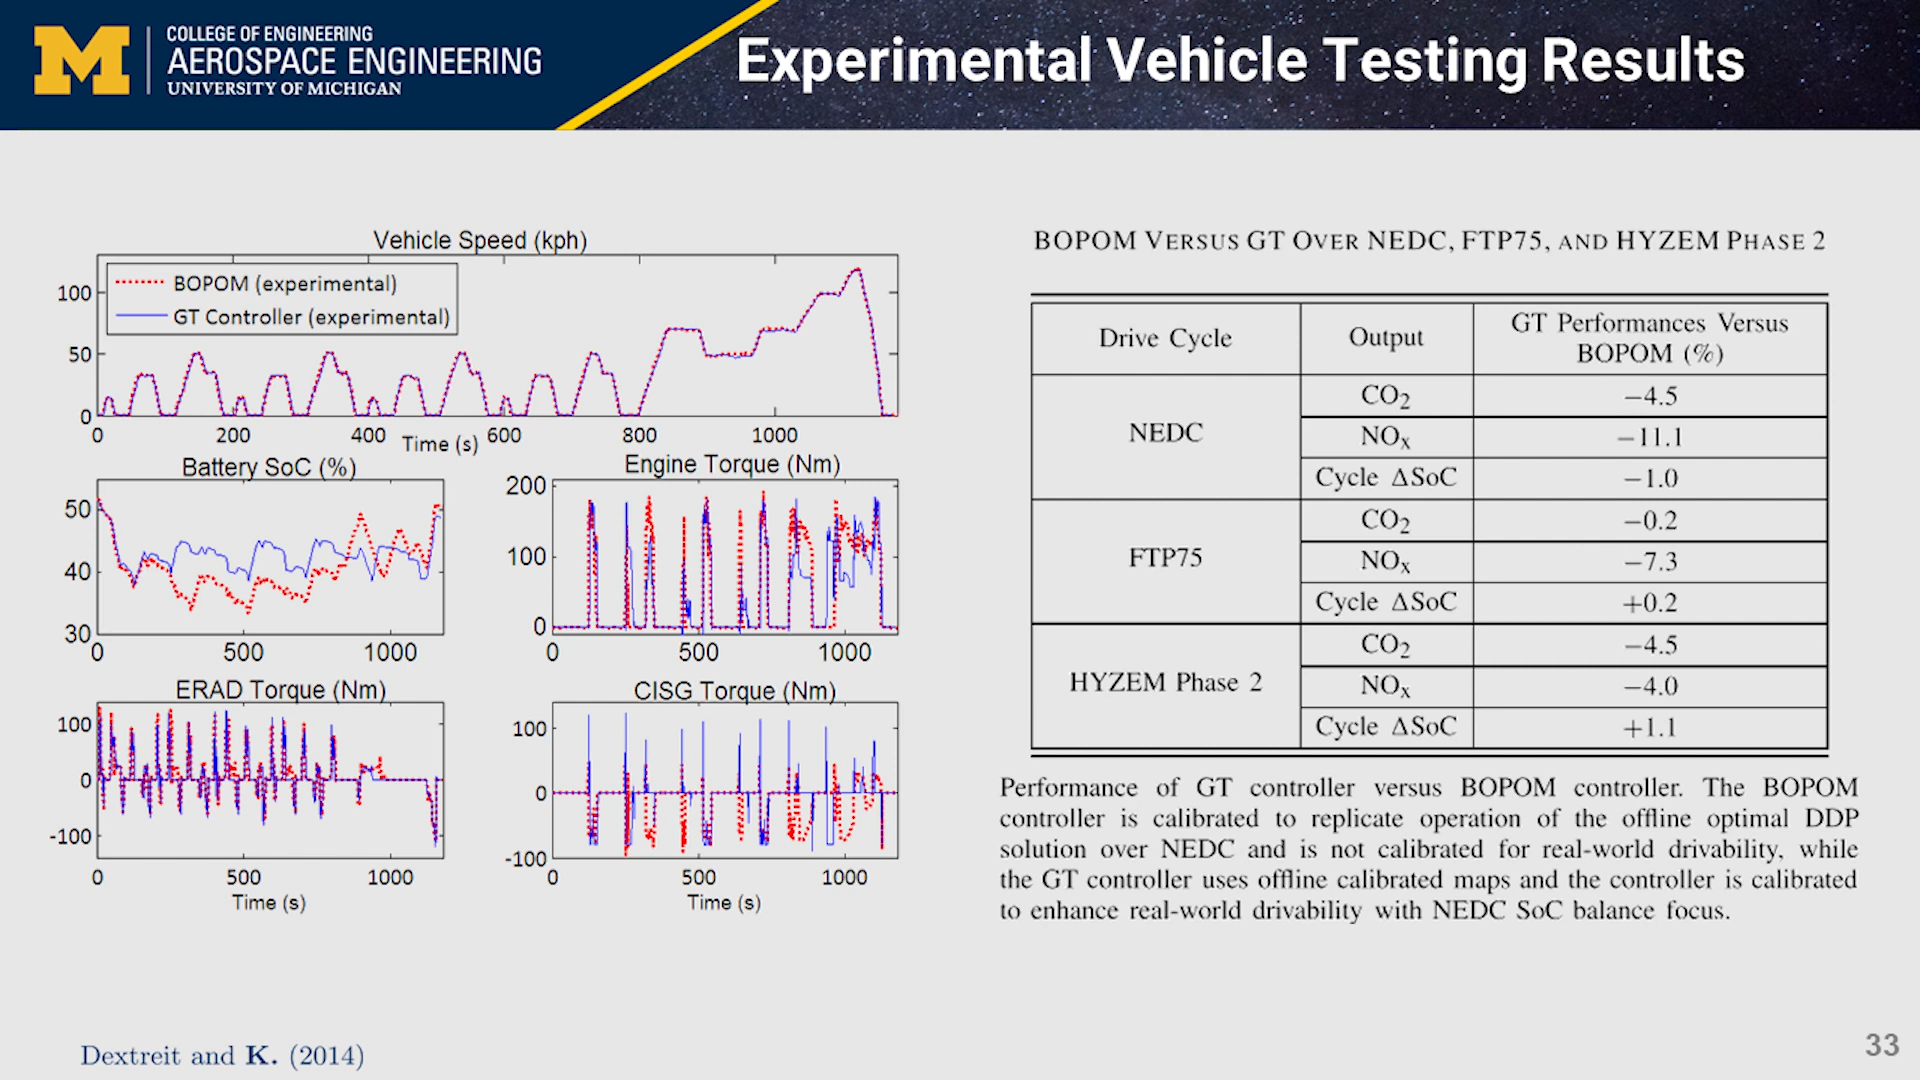 M
COLLEGE OF ENGINEERING
AEROSPACE ENGINEERING
UNIVERSITY OF MICHIGAN
Experimental Vehicle Testing Results
Vehicle Speed (kph)
BOPOM (experimental)
GT Controller (experimental)
100
50
0
0 200 400 600 800 1000
Time (s)
Battery SoC (%)
50
40
30
0 500 1000
Engine Torque (Nm)
200
100
0
0 500 1000
ERAD Torque (Nm)
100
0
-100
0 500 1000
Time (s)
CISG Torque (Nm)
100
0
-100
0 500 1000
Time (s)
BOPOM VERSUS GT OVER NEDC, FTP75, AND HYZEM PHASE 2
Drive Cycle Output GT Performances Versus
BOPOM (%)
NEDC
CO₂ −4.5
NOₓ −11.1
Cycle ΔSoC −1.0
FTP75
CO₂ −0.2
NOₓ −7.3
Cycle ΔSoC +0.2
HYZEM Phase 2
CO₂ −4.5
NOₓ −4.0
Cycle ΔSoC +1.1
Performance of GT controller versus BOPOM controller. The BOPOM
controller is calibrated to replicate operation of the offline optimal DDP
solution over NEDC and is not calibrated for real-world drivability, while
the GT controller uses offline calibrated maps and the controller is calibrated
to enhance real-world drivability with NEDC SoC balance focus.
Dextreit and K. (2014)
33